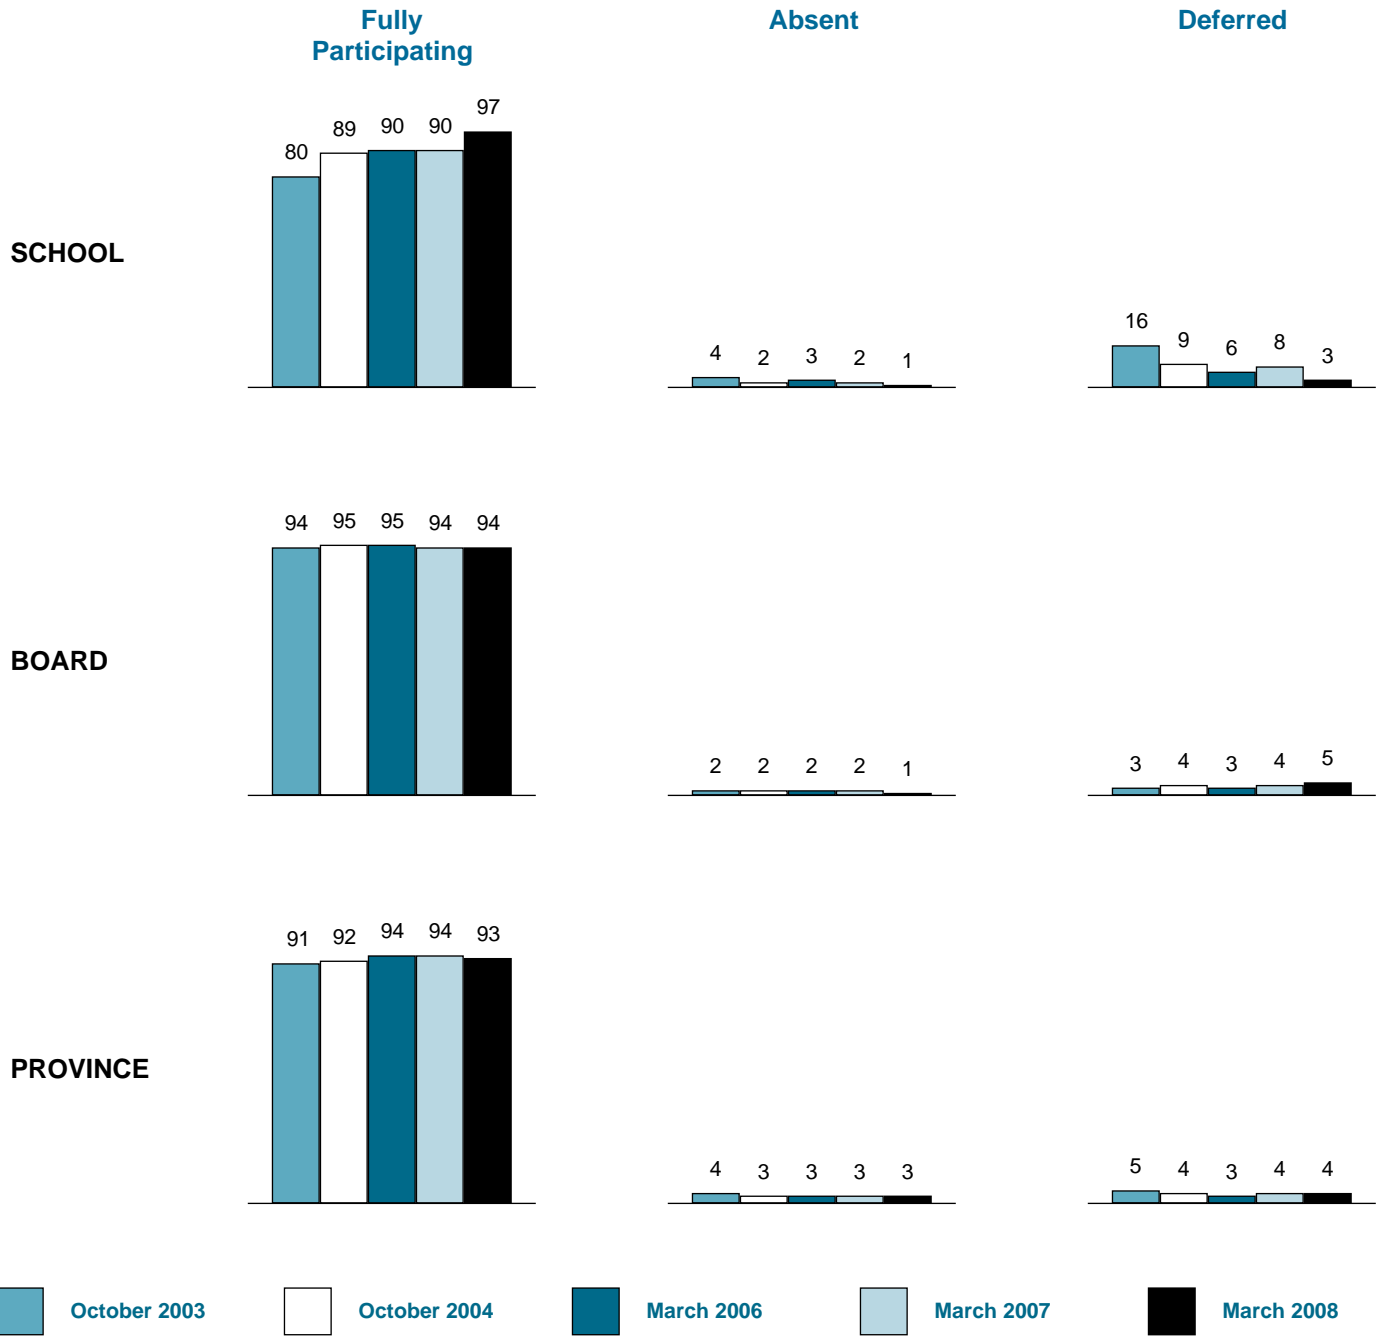 Fully
Participating
Absent
Deferred
SCHOOL
80 89 90 90 97
4 2 3 2 1
16 9 6 8 3
BOARD
94 95 95 94 94
2 2 2 2 1
3 4 3 4 5
PROVINCE
91 92 94 94 93
4 3 3 3 3
5 4 3 4 4
October 2003
October 2004
March 2006
March 2007
March 2008